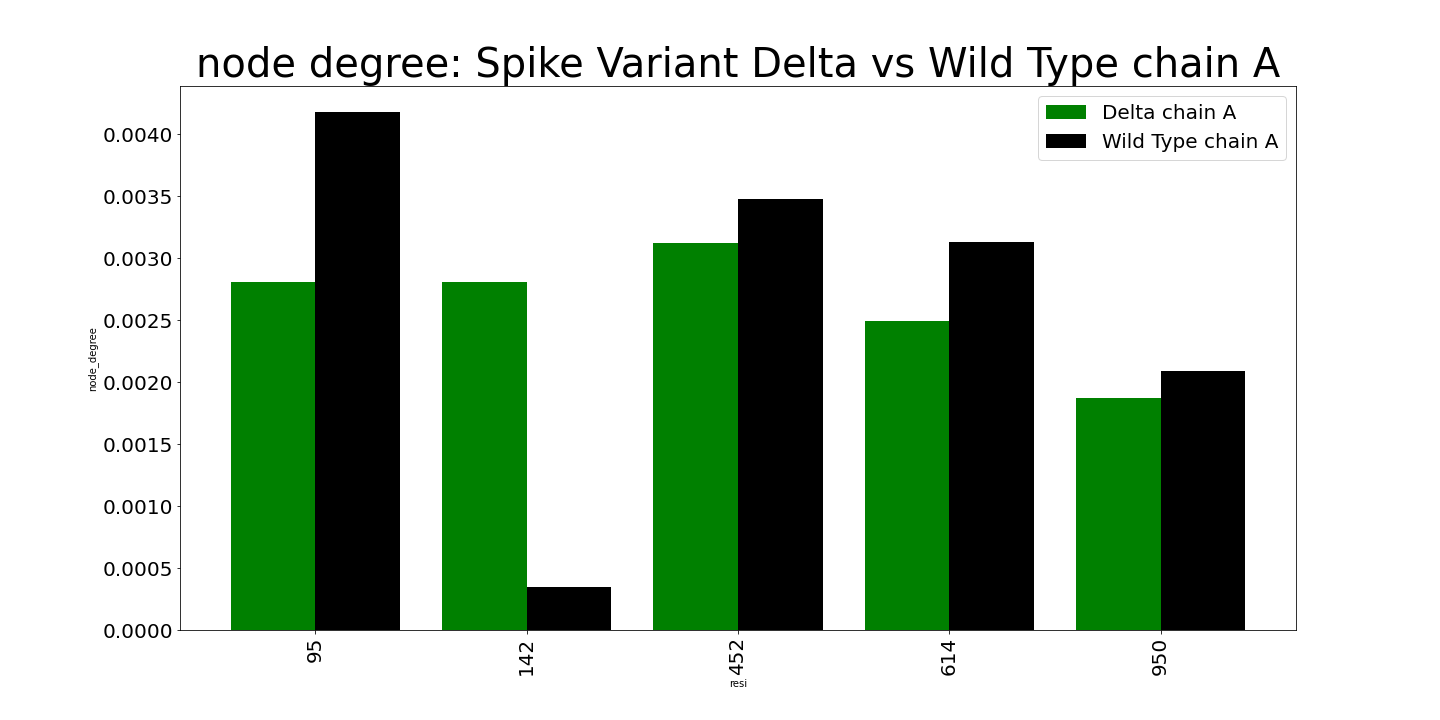 node degree: Spike Variant Delta vs Wild Type chain A
Delta chain A
Wild Type chain A
0.0040
0.0035
0.0030
0.0025
0.0020
0.0015
0.0010
0.0005
0.0000
node_degree
95
142
452
614
950
resi